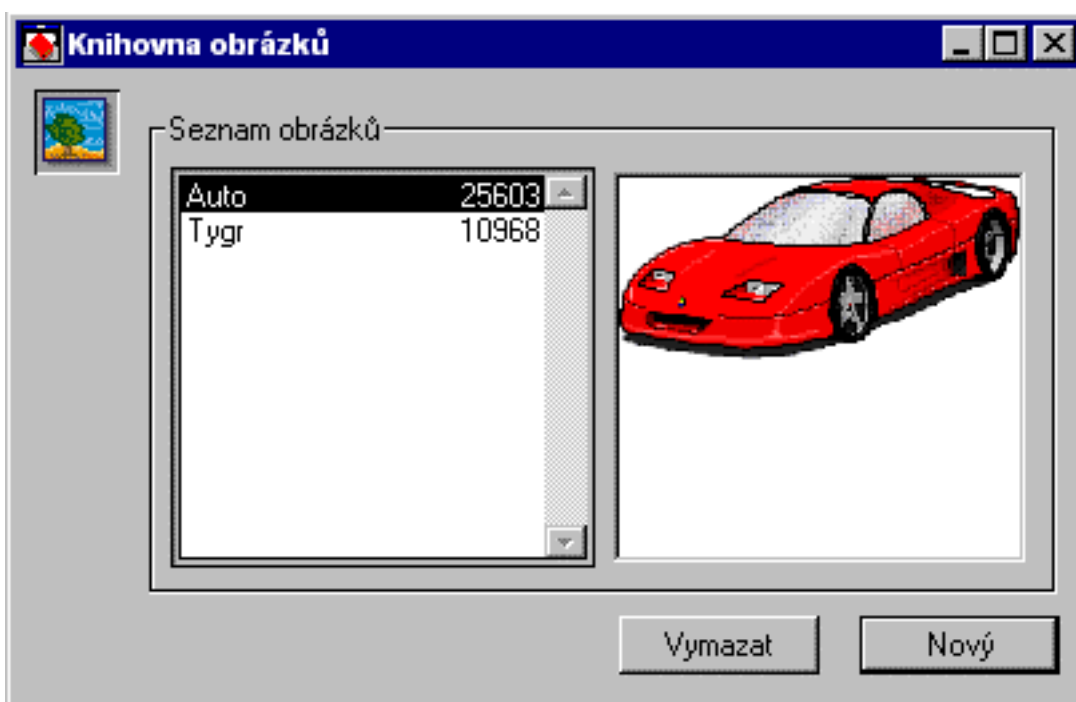 Knihovna obrázků
Seznam obrázků
Auto 25603
Tygr 10968
Vymazat Nový